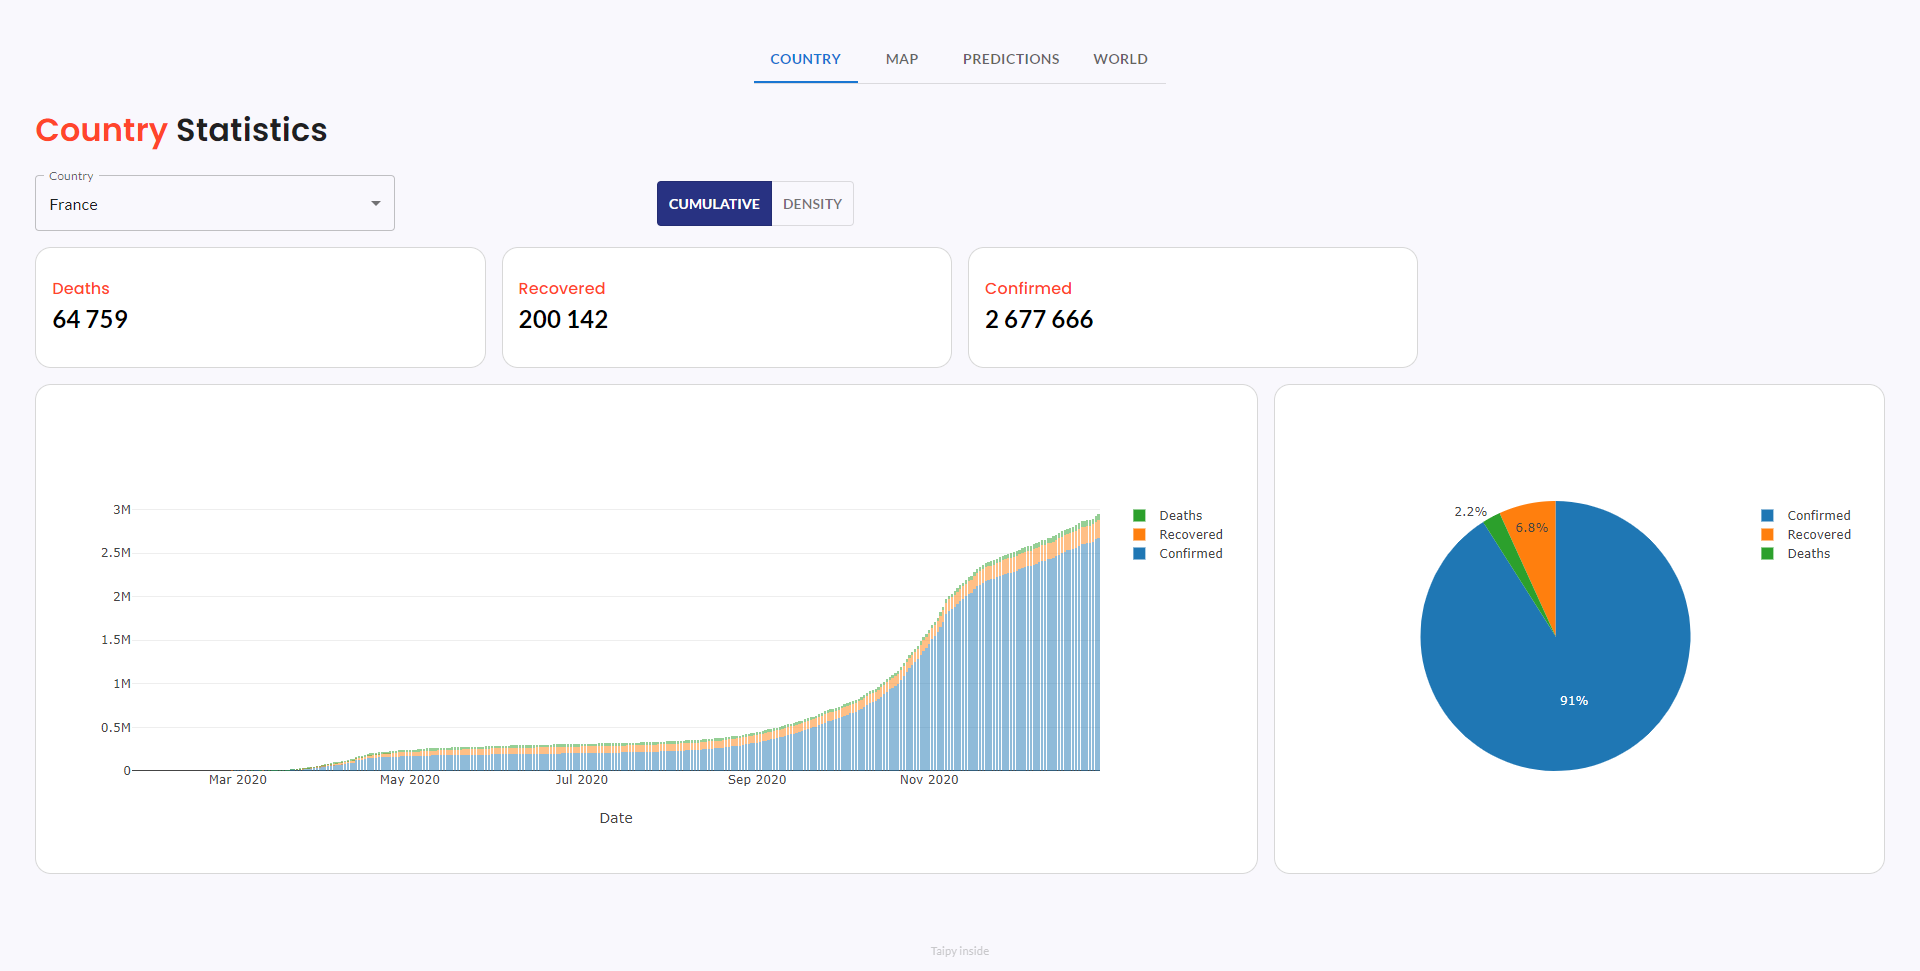 COUNTRY MAP PREDICTIONS WORLD
Country Statistics
Country
France
CUMULATIVE DENSITY
Deaths
64 759
Recovered
200 142
Confirmed
2 677 666
3M
2.5M
2M
1.5M
1M
0.5M
0
Mar 2020 May 2020 Jul 2020 Sep 2020 Nov 2020
Date
Deaths
Recovered
Confirmed
2.2%
6.8%
91%
Confirmed
Recovered
Deaths
Taipy inside